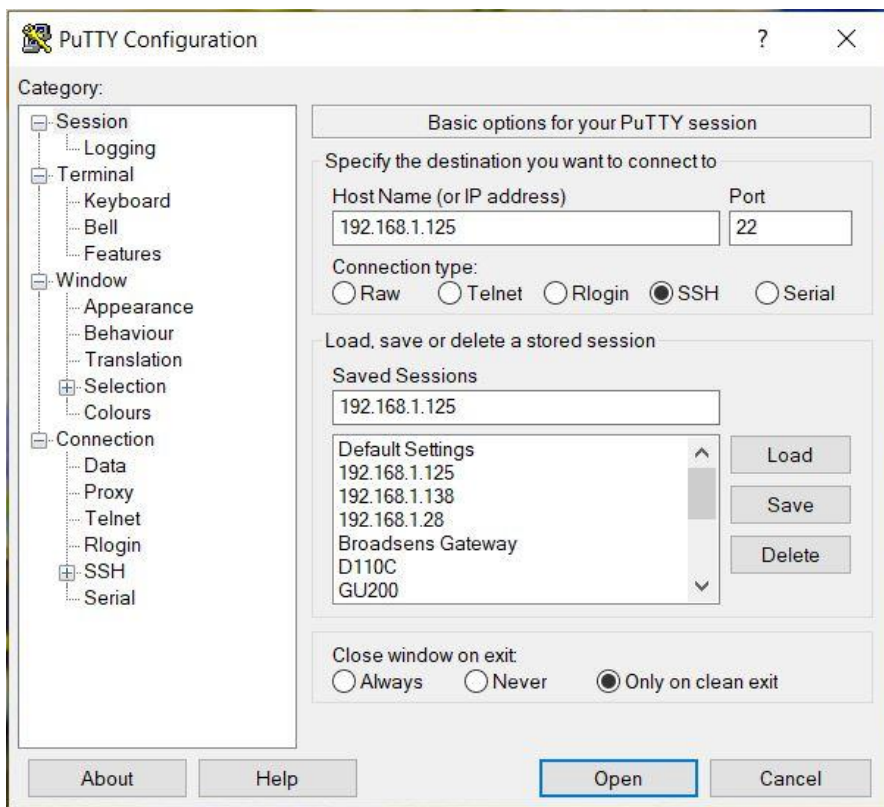 PuTTY Configuration ? ×
Category:
Session
Logging
Terminal
Keyboard
Bell
Features
Window
Appearance
Behaviour
Translation
Selection
Colours
Connection
Data
Proxy
Telnet
Rlogin
SSH
Serial
Basic options for your PuTTY session
Specify the destination you want to connect to
Host Name (or IP address) Port
192.168.1.125 22
Connection type:
Raw Telnet Rlogin SSH Serial
Load, save or delete a stored session
Saved Sessions
192.168.1.125
Default Settings
192.168.1.125
192.168.1.138
192.168.1.28
Broadsens Gateway
D110C
GU200
Load
Save
Delete
Close window on exit:
Always Never Only on clean exit
About Help Open Cancel